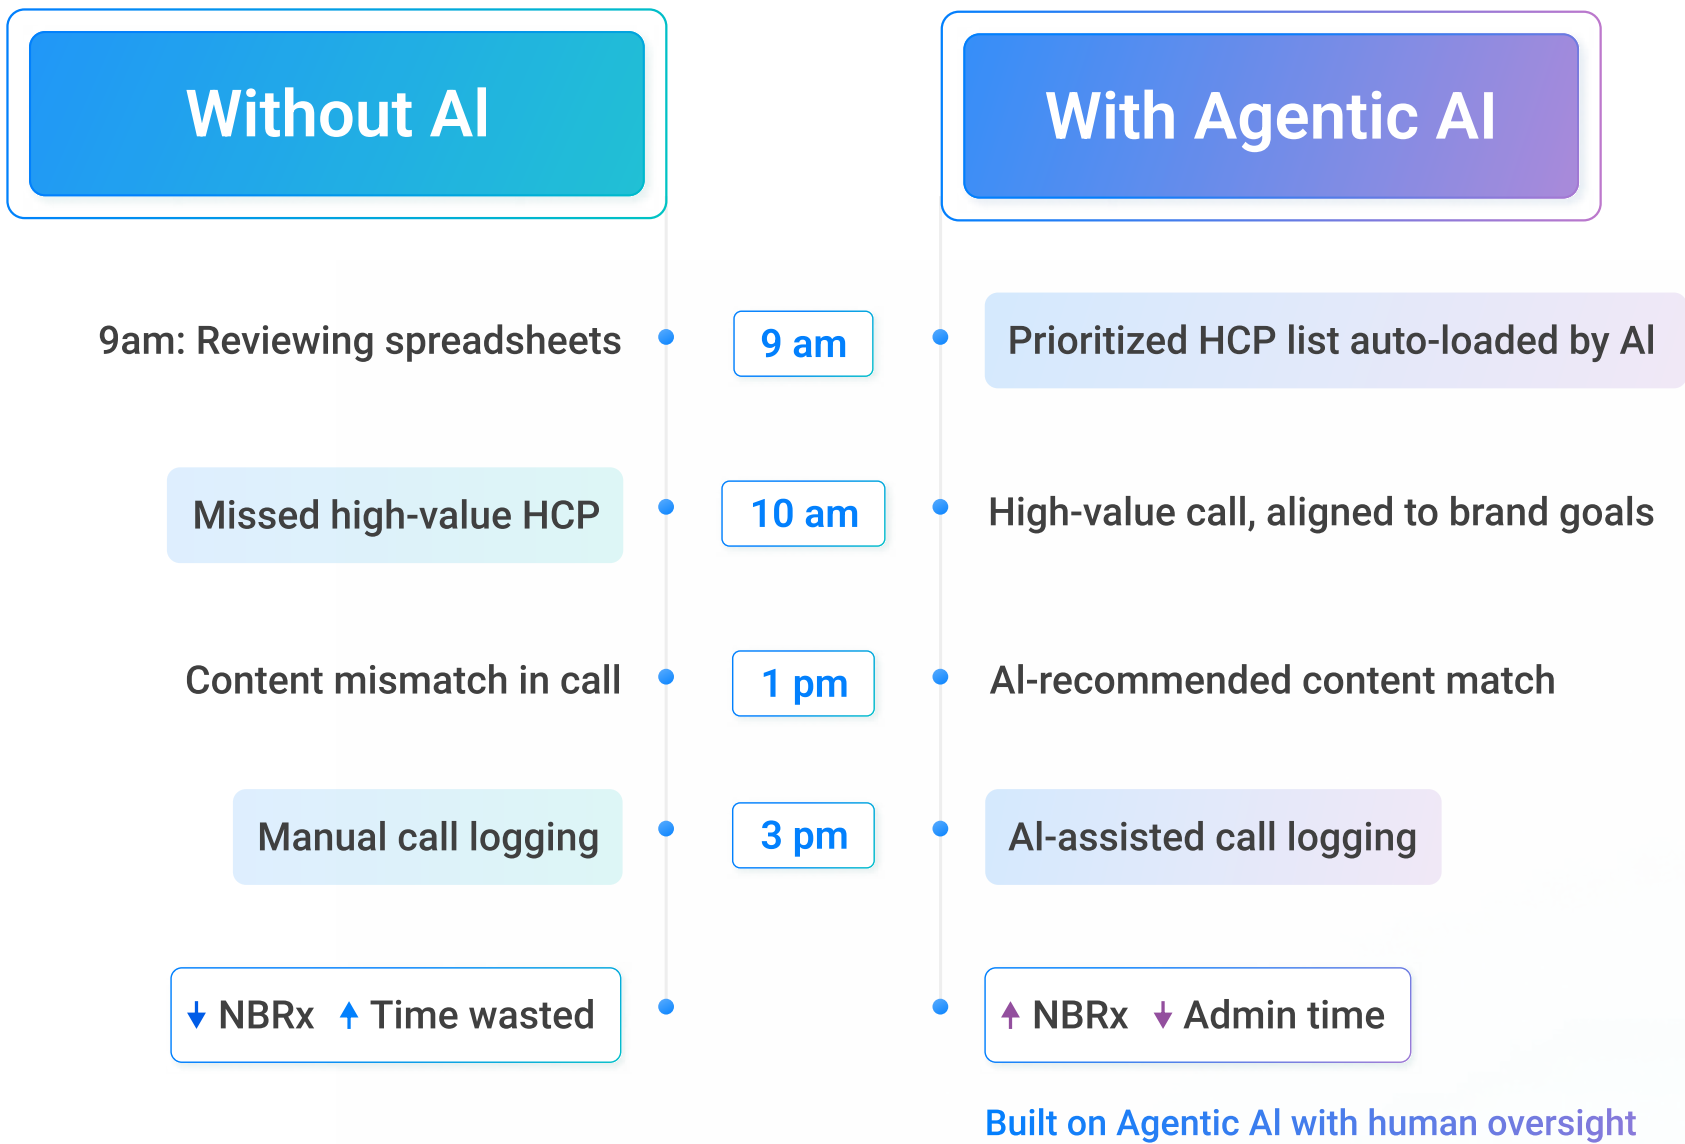 Without AI
With Agentic AI
9am: Reviewing spreadsheets
9 am
Prioritized HCP list auto-loaded by AI
Missed high-value HCP
10 am
High-value call, aligned to brand goals
Content mismatch in call
1 pm
AI-recommended content match
Manual call logging
3 pm
AI-assisted call logging
↓ NBRx ↑ Time wasted
↑ NBRx ↓ Admin time
Built on Agentic AI with human oversight